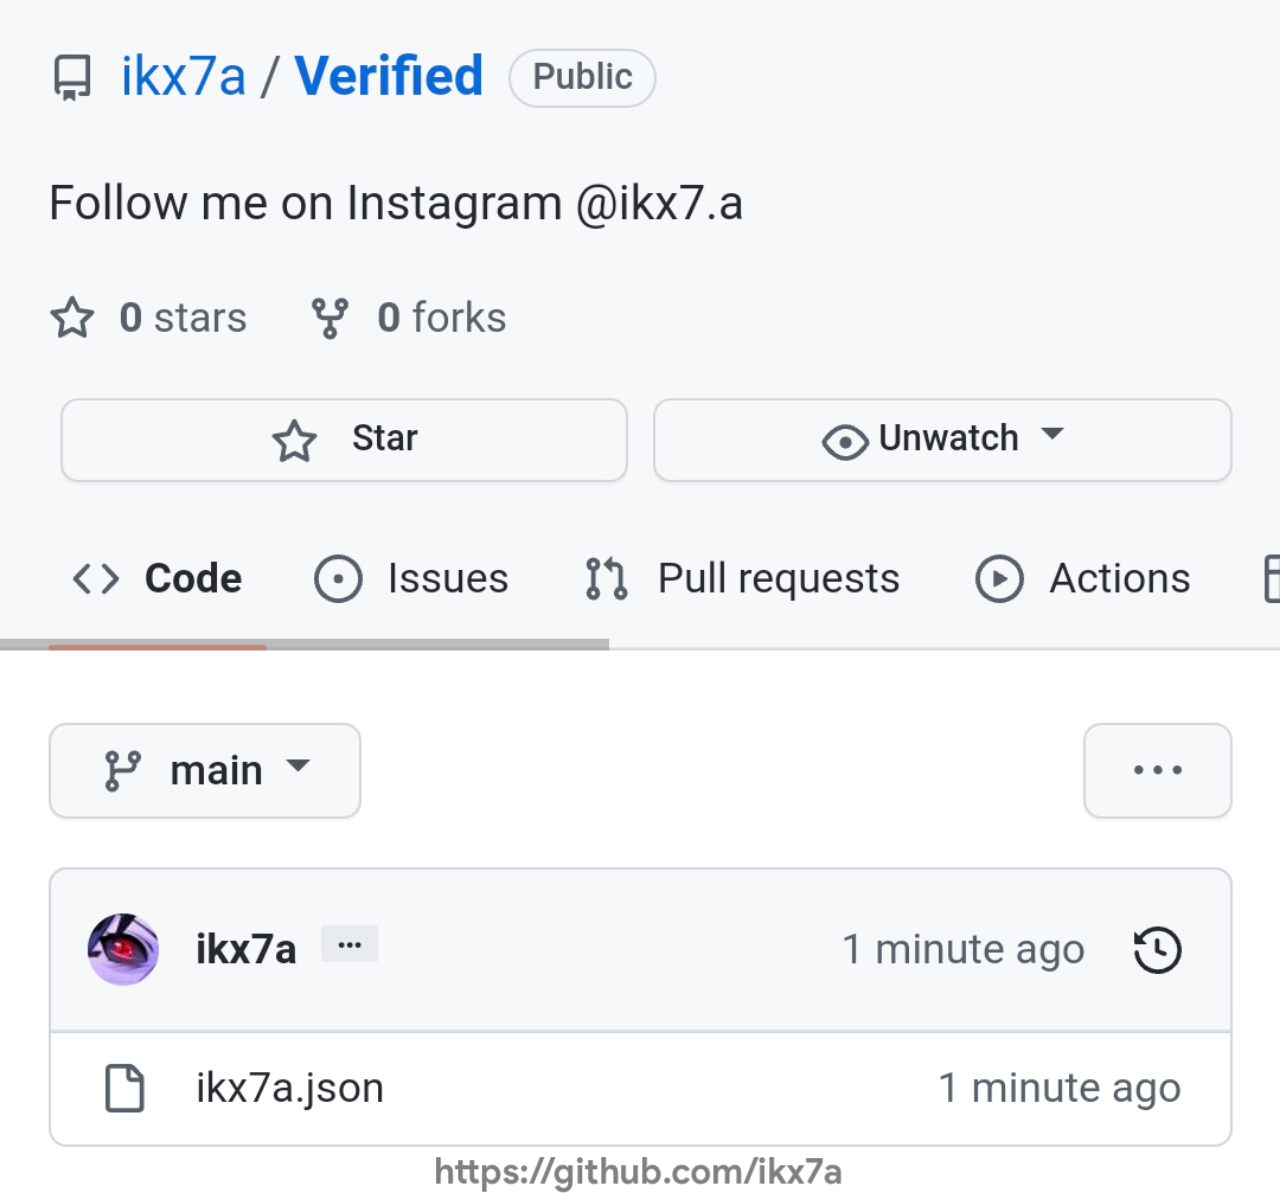 ikx7a / Verified Public
Follow me on Instagram @ikx7.a
0 stars 0 forks
Star Unwatch
Code Issues Pull requests Actions
main ...
ikx7a ... 1 minute ago
ikx7a.json 1 minute ago
https://github.com/ikx7a